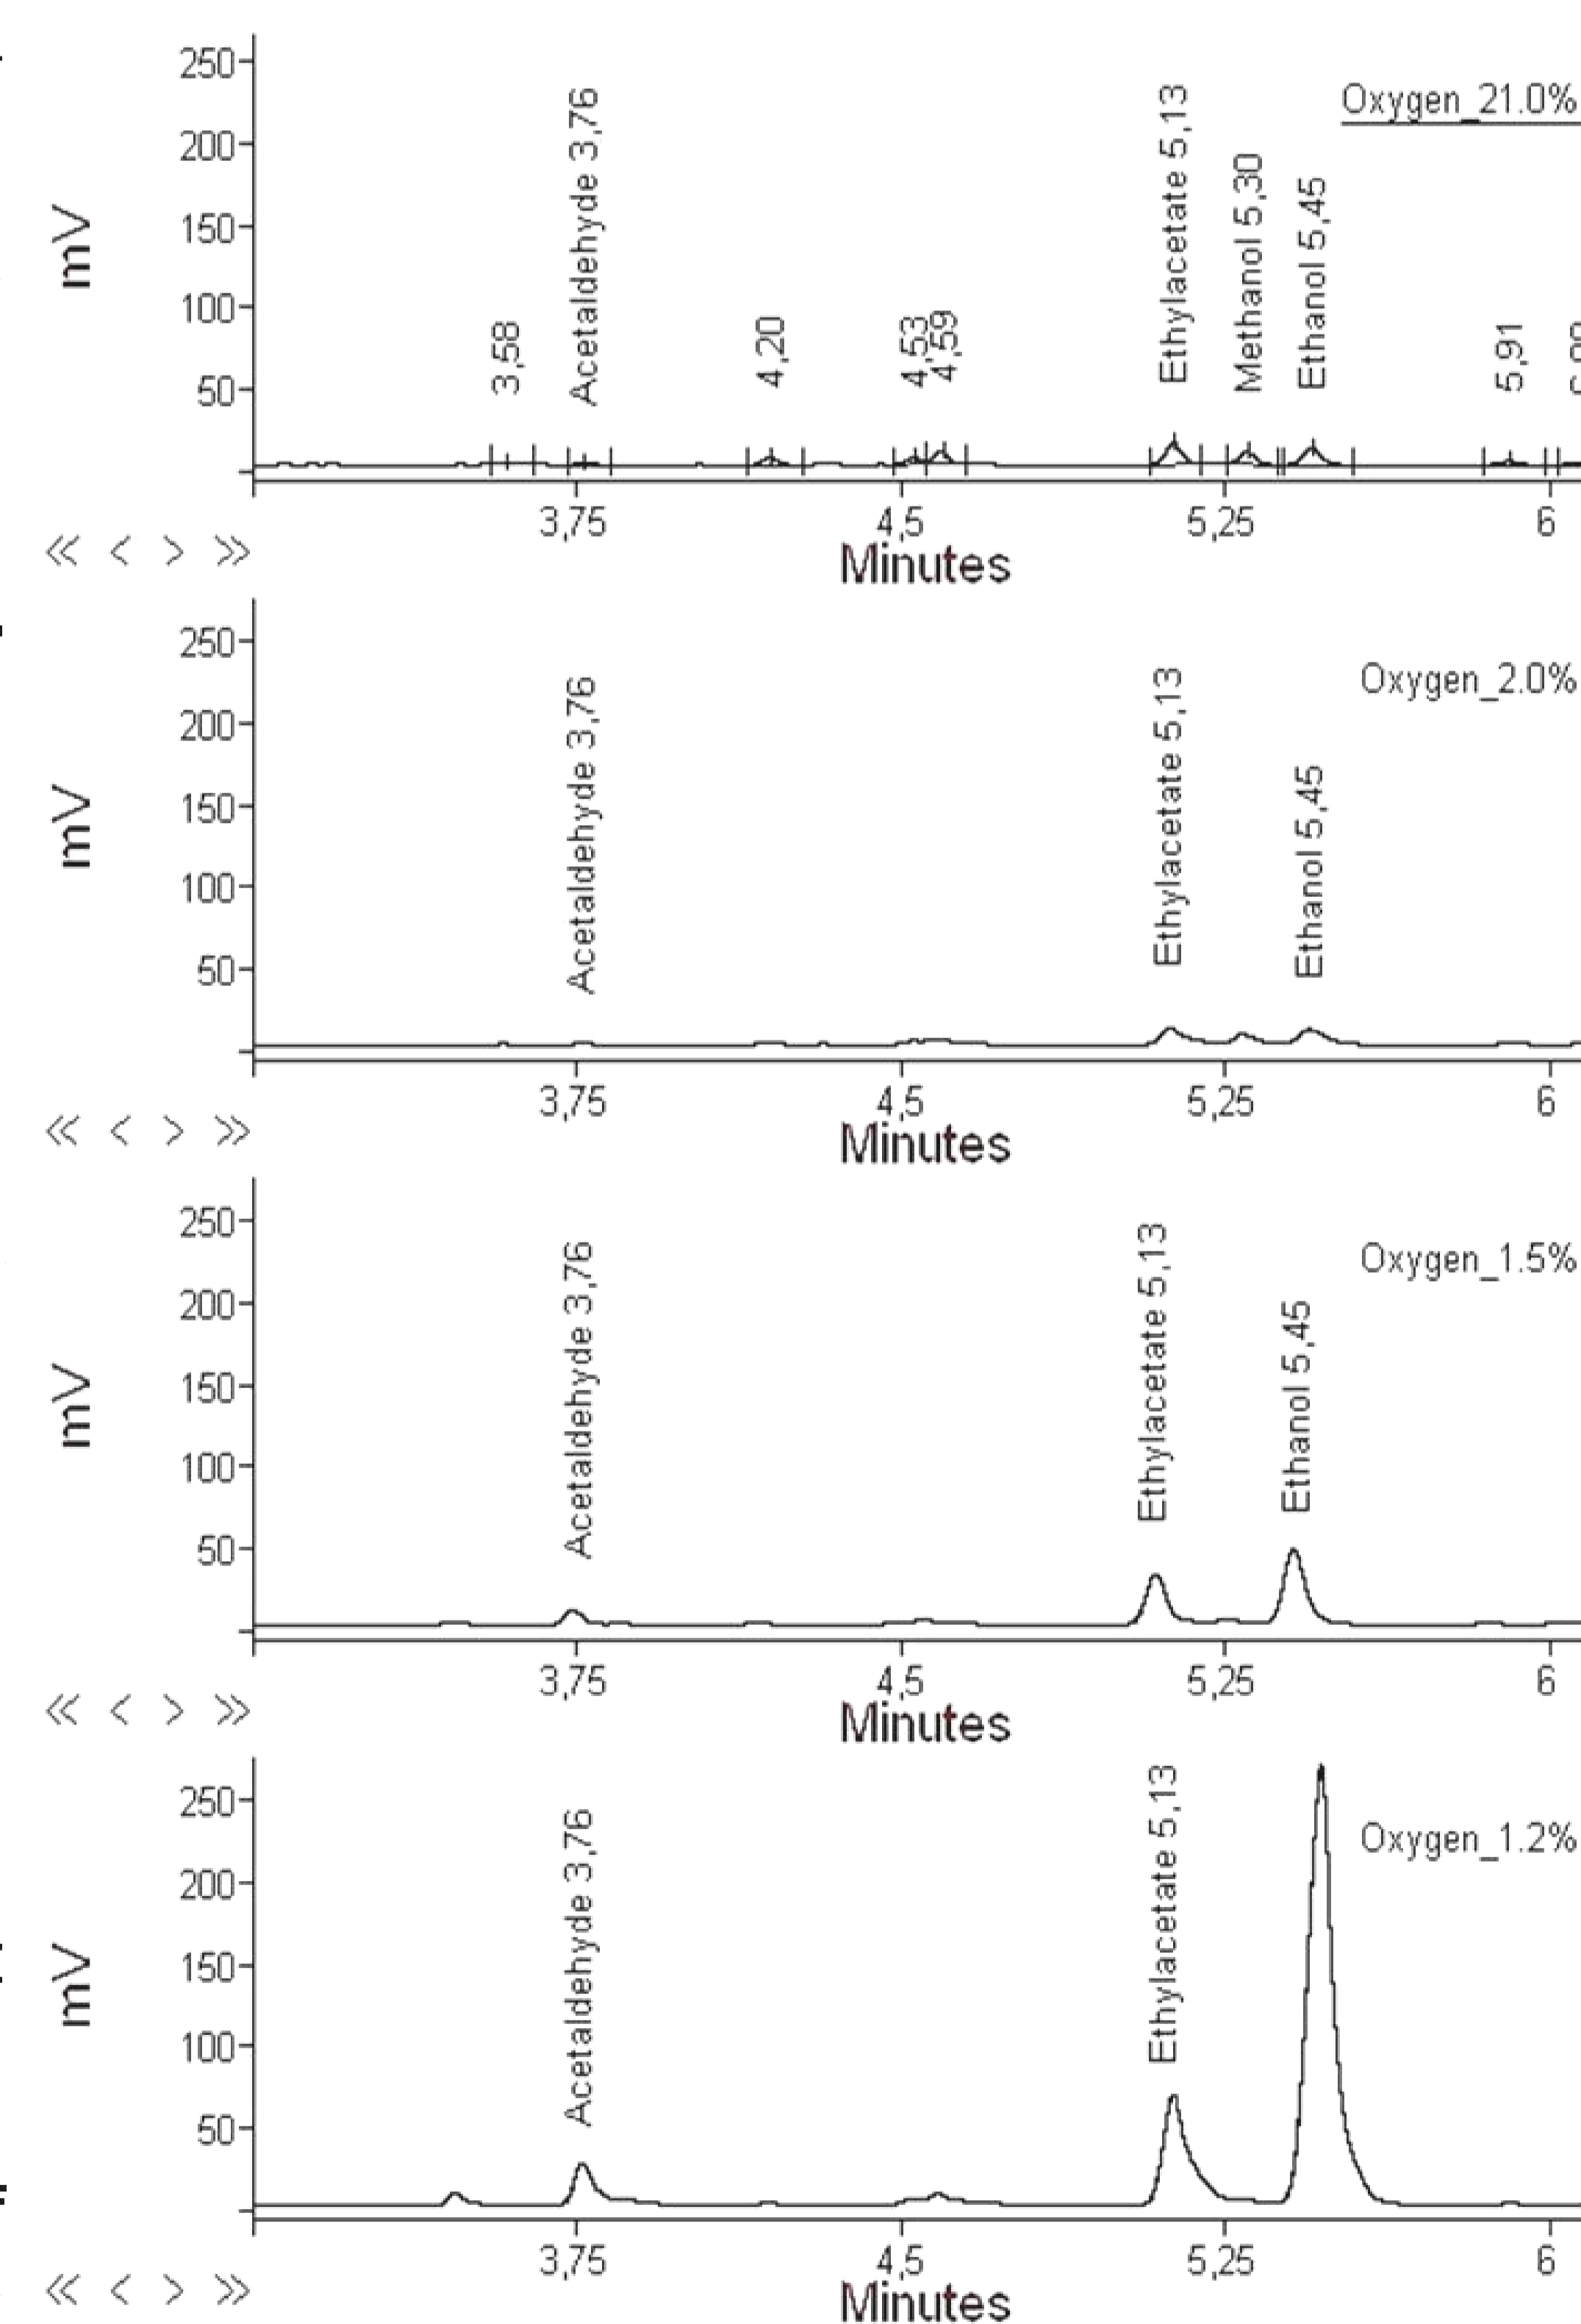 250
200
150
100
50
mV
3,58
Acetaldehyde 3,76
4,20
4,53
4,59
Ethylacetate 5,13
Methanol 5,30
Ethanol 5,45
5,91
Oxygen_21.0%
3,75
4,5
5,25
6
Minutes
<< < > >>
250
200
150
100
50
mV
Acetaldehyde 3,76
Ethylacetate 5,13
Ethanol 5,45
Oxygen_2.0%
3,75
4,5
5,25
6
Minutes
<< < > >>
250
200
150
100
50
mV
Acetaldehyde 3,76
Ethylacetate 5,13
Ethanol 5,45
Oxygen_1.5%
3,75
4,5
5,25
6
Minutes
<< < > >>
250
200
150
100
50
mV
Acetaldehyde 3,76
Ethylacetate 5,13
Oxygen_1.2%
3,75
4,5
5,25
6
Minutes
<< < > >>